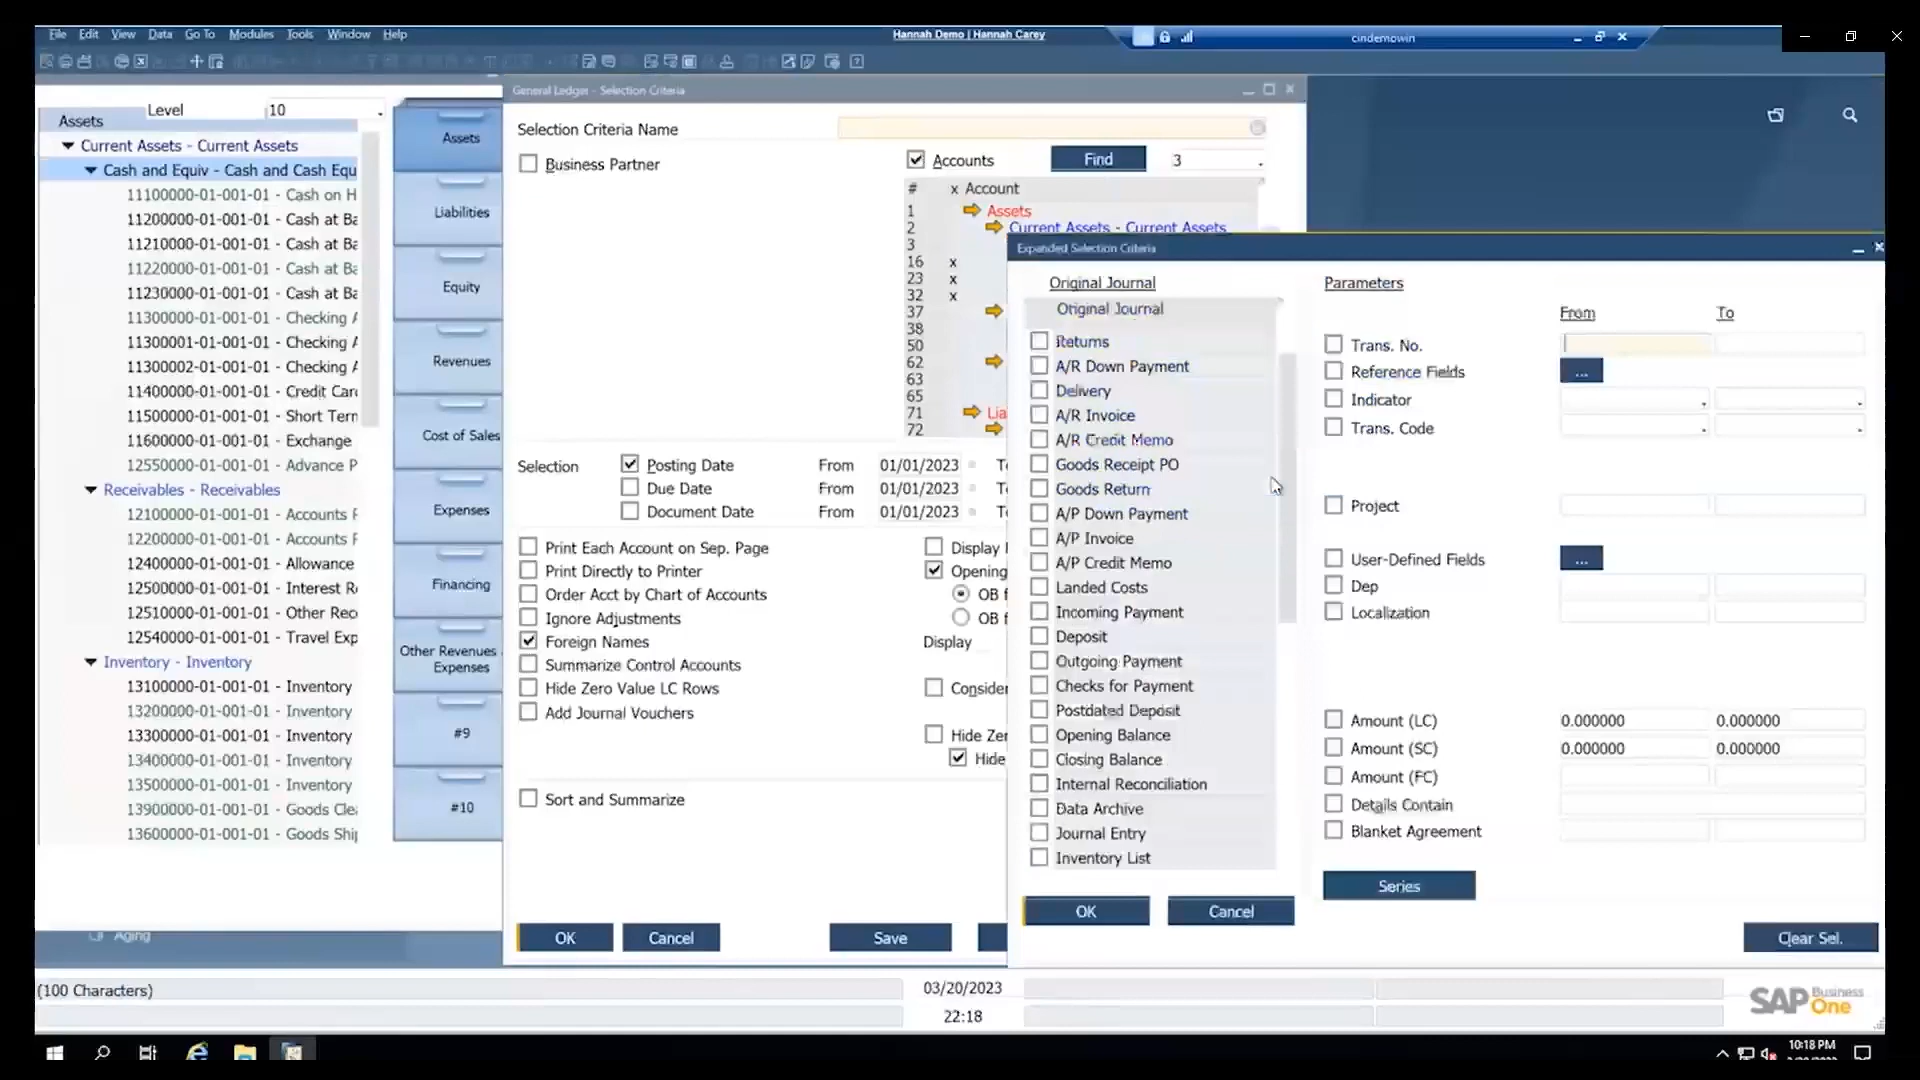 File Edit View Data Go To Modules Tools Window Help
Hannah Demo | Hannah Carey
cindemowin
Level 10
Assets
Current Assets - Current Assets
Cash and Equiv - Cash and Cash Equ
11100000-01-001-01 - Cash on H
11200000-01-001-01 - Cash at Ba
11210000-01-001-01 - Cash at Ba
11220000-01-001-01 - Cash at Ba
11230000-01-001-01 - Cash at Ba
11300000-01-001-01 - Checking A
11300001-01-001-01 - Checking A
11300002-01-001-01 - Checking A
11400000-01-001-01 - Credit Car
11500000-01-001-01 - Short Term
11600000-01-001-01 - Exchange
12550000-01-001-01 - Advance P
Receivables - Receivables
12100000-01-001-01 - Accounts R
12200000-01-001-01 - Accounts R
12400000-01-001-01 - Allowance
12500000-01-001-01 - Interest R
12510000-01-001-01 - Other Rec
12540000-01-001-01 - Travel Exp
Inventory - Inventory
13100000-01-001-01 - Inventory
13200000-01-001-01 - Inventory
13300000-01-001-01 - Inventory
13400000-01-001-01 - Inventory
13500000-01-001-01 - Inventory
13900000-01-001-01 - Goods Cle
13600000-01-001-01 - Goods Ship
Aging
Assets
Liabilities
Equity
Revenues
Cost of Sales
Expenses
Financing
Other Revenues
Expenses
#9
#10
General Ledger - Selection Criteria
Selection Criteria Name
Business Partner
Accounts Find 3
# x Account
1 Assets
2 Current Assets - Current Assets
3
16 x
23 x
32 x
37
38
50
62
63
65
71 Lia
72
Selection Posting Date From 01/01/2023
Due Date From 01/01/2023
Document Date From 01/01/2023
Print Each Account on Sep. Page
Print Directly to Printer
Order Acct by Chart of Accounts
Ignore Adjustments
Foreign Names
Summarize Control Accounts
Hide Zero Value LC Rows
Add Journal Vouchers
Display
Opening
OB f
OB f
Display
Consider
Hide Zer
Hide
Sort and Summarize
OK Cancel Save
Expanded Selection Criteria
Original Journal
Original Journal
Returns
A/R Down Payment
Delivery
A/R Invoice
A/R Credit Memo
Goods Receipt PO
Goods Return
A/P Down Payment
A/P Invoice
A/P Credit Memo
Landed Costs
Incoming Payment
Deposit
Outgoing Payment
Checks for Payment
Postdated Deposit
Opening Balance
Closing Balance
Internal Reconciliation
Data Archive
Journal Entry
Inventory List
OK Cancel
Parameters
From To
Trans. No.
Reference Fields ...
Indicator
Trans. Code
Project
User-Defined Fields ...
Dep
Localization
Amount (LC) 0.000000 0.000000
Amount (SC) 0.000000 0.000000
Amount (FC)
Details Contain
Blanket Agreement
Series
Clear Sel.
(100 Characters)
03/20/2023
22:18
SAP Business One
10:18 PM